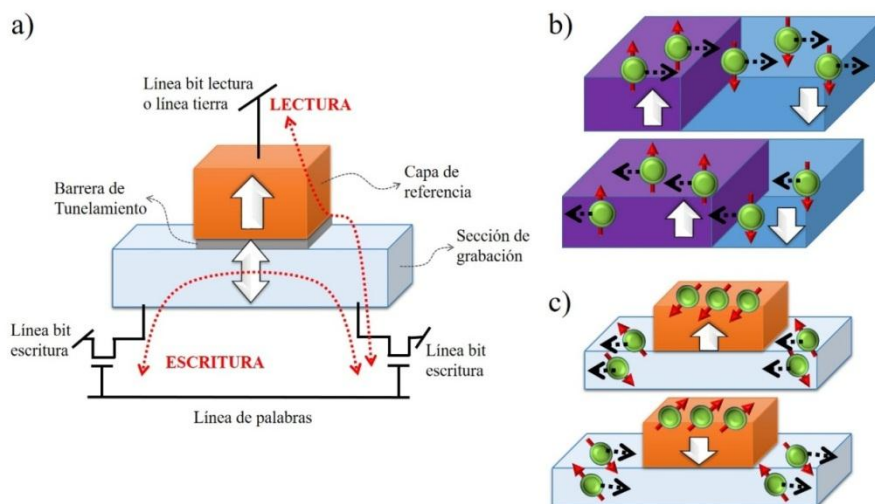 a)
Línea bit lectura
o línea tierra
LECTURA
Barrera de
Tunelamiento
Capa de
referencia
Sección de
grabación
Línea bit
escritura
ESCRITURA
Línea bit
escritura
Línea de palabras
b)
c)